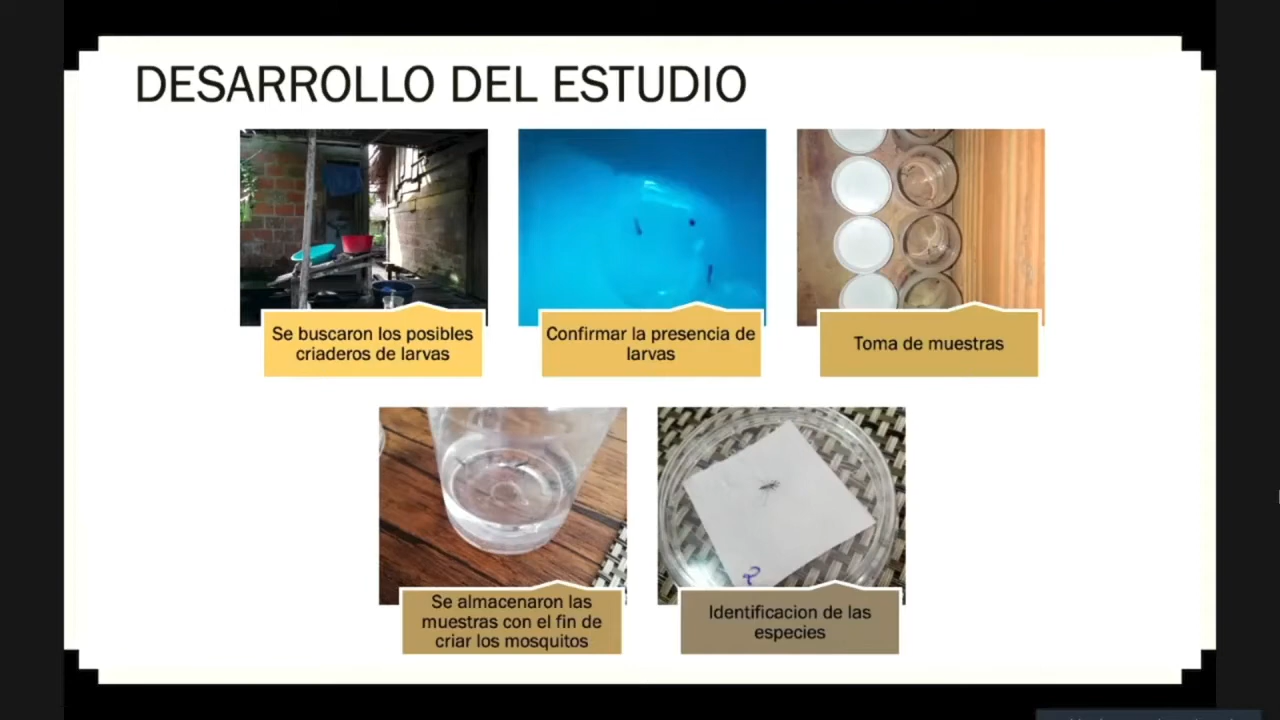 DESARROLLO DEL ESTUDIO
Se buscaron los posibles
criaderos de larvas
Confirmar la presencia de
larvas
Toma de muestras
Se almacenaron las
muestras con el fin de
criar los mosquitos
2
Identificacion de las
especies